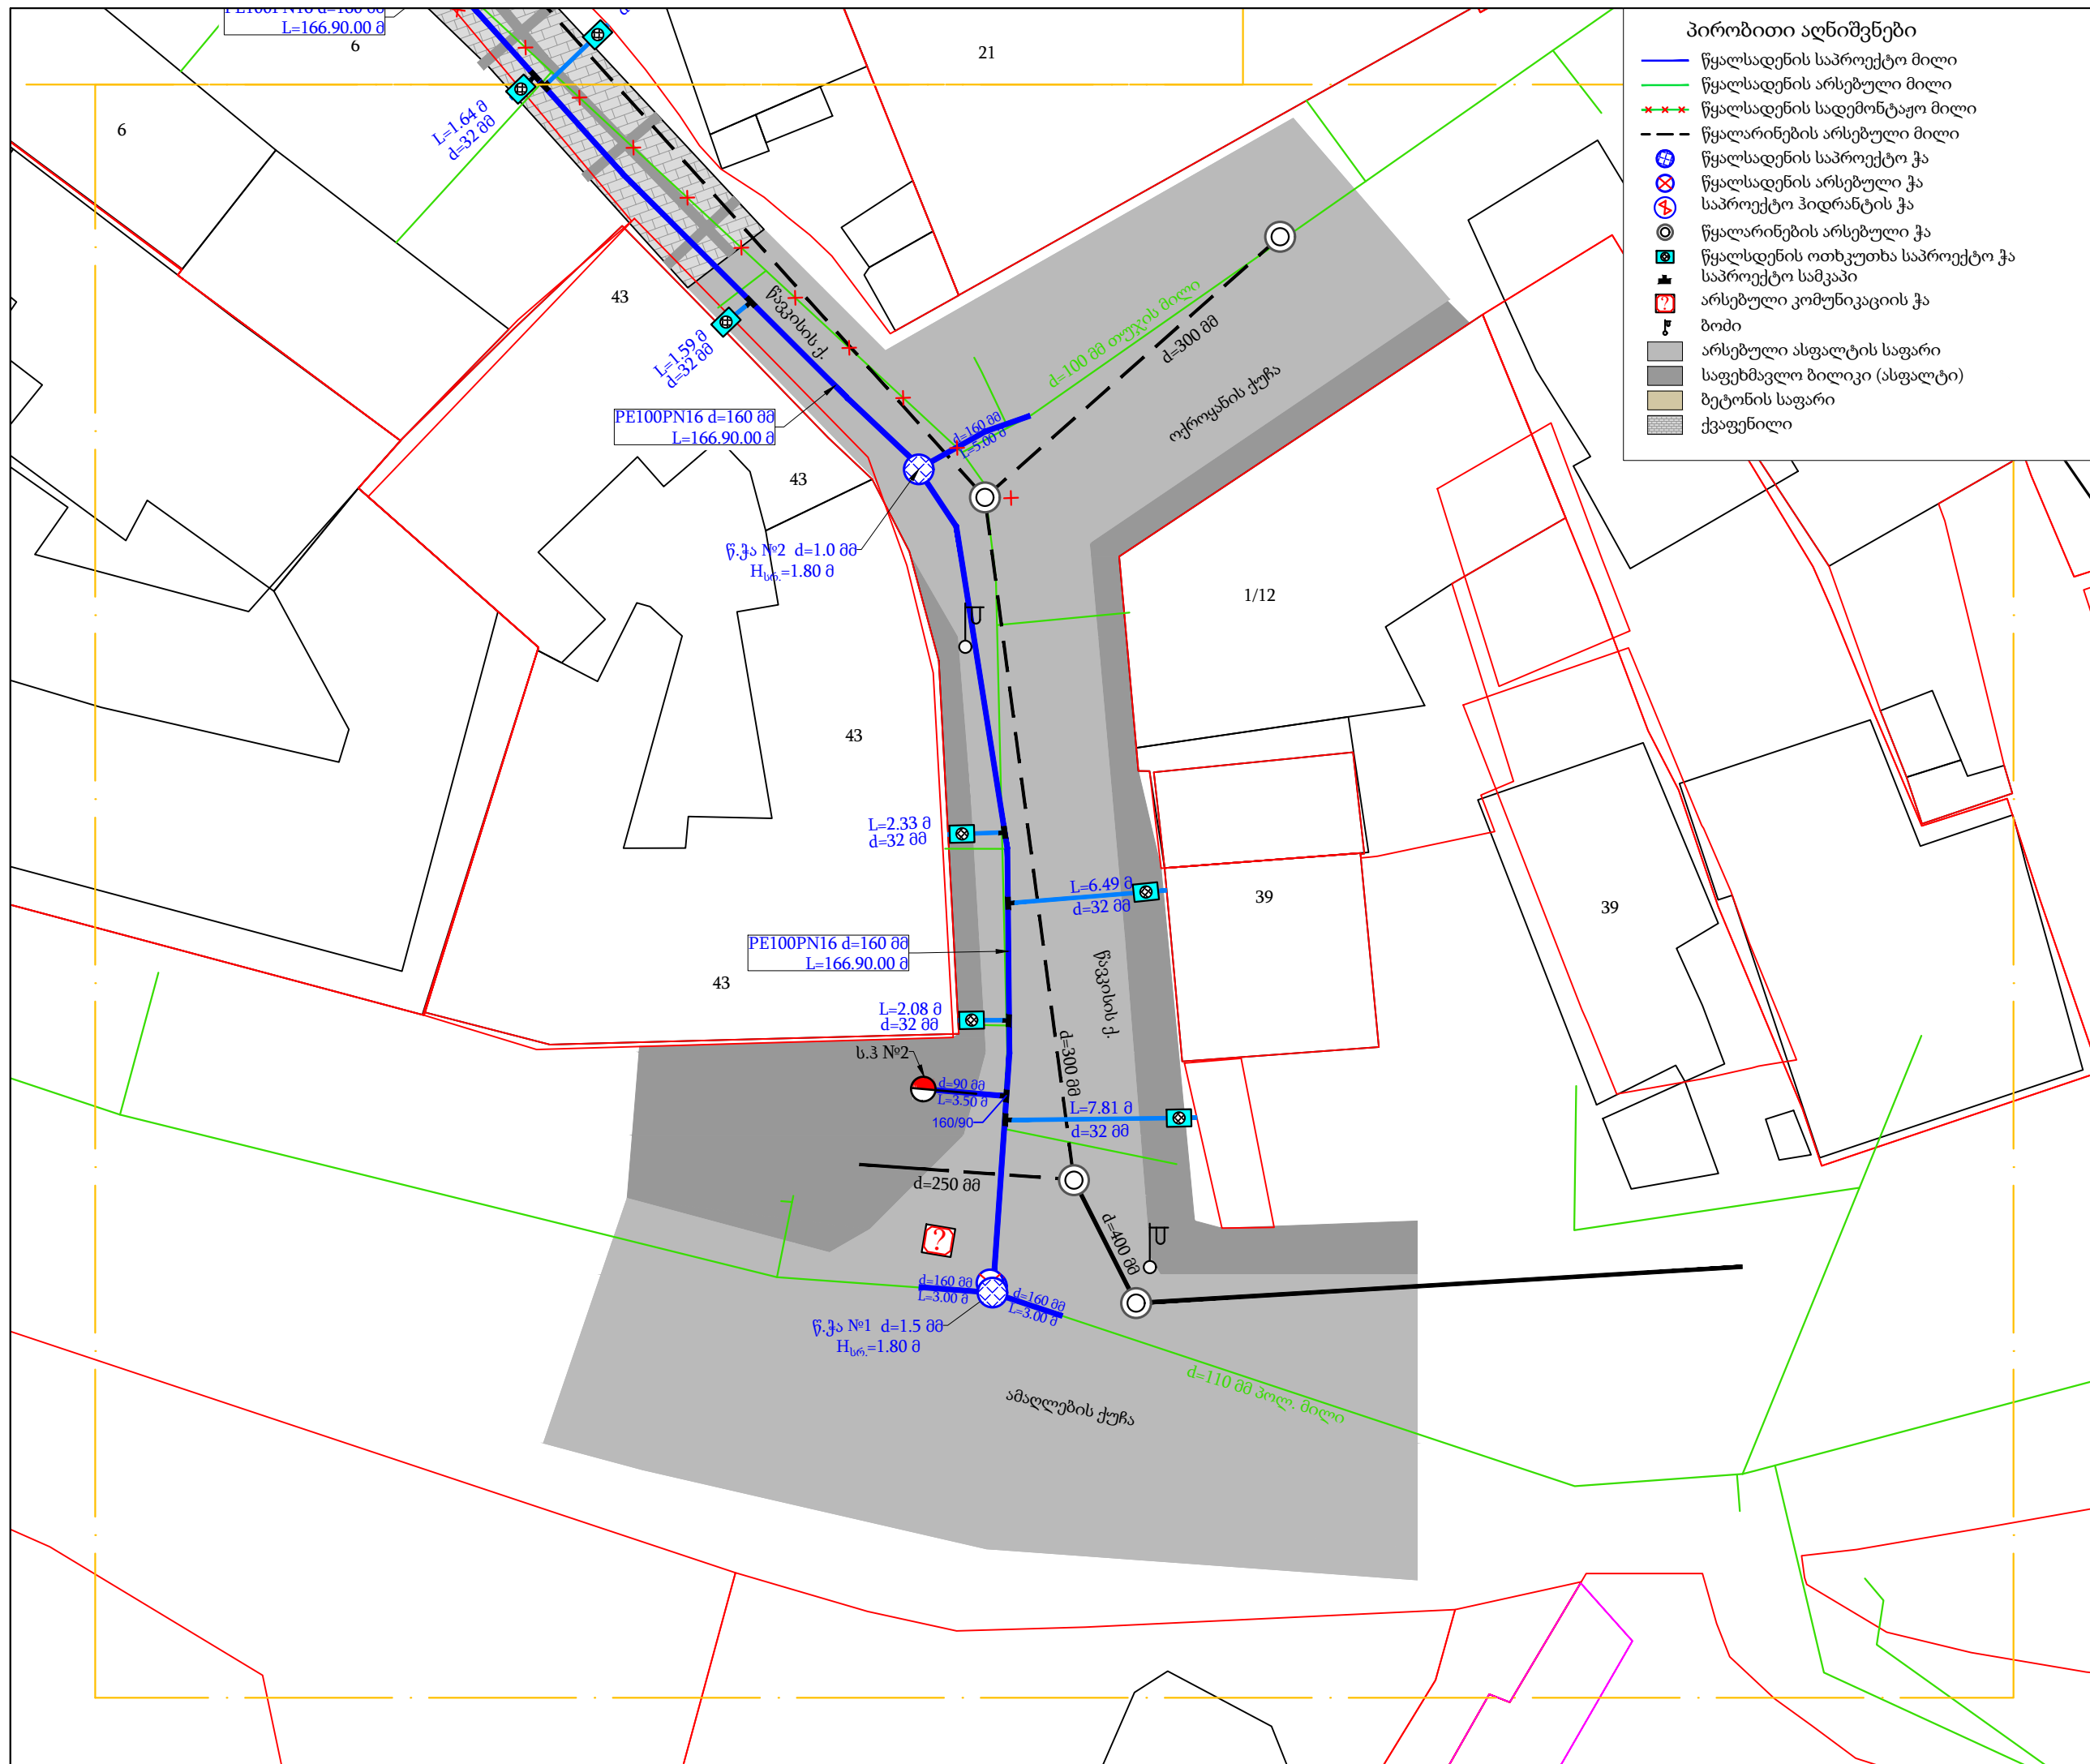 L=166.90.00 მ
6
21
6
L=1.64 მ
d=32 მმ
43
წავკისის ქ.
L=1.59 მ
d=32 მმ
d=100 მმ თუჯის მილი
d=300 მმ
ოქროყანის ქუჩა
PE100PN16 d=160 მმ
L=166.90.00 მ
d=160 მმ
L=5.00 მ
43
წ.ჭა №2 d=1.0 მმ
Hსრ.=1.80 მ
1/12
43
L=2.33 მ
d=32 მმ
L=6.49 მ
d=32 მმ
39
39
PE100PN16 d=160 მმ
L=166.90.00 მ
წავკისის ქ.
43
L=2.08 მ
d=32 მმ
ს.ჰ №2
d=300 მმ
d=90 მმ
L=3.50 მ
160/90
L=7.81 მ
d=32 მმ
d=250 მმ
d=400 მმ
?
d=160 მმ
L=3.00 მ
d=160 მმ
L=3.00 მ
წ.ჭა №1 d=1.5 მმ
Hსრ.=1.80 მ
d=110 მმ პოლ. მილი
ამაღლების ქუჩა
პირობითი აღნიშვნები
წყალსადენის საპროექტო მილი
წყალსადენის არსებული მილი
წყალსადენის სადემონტაჟო მილი
წყალარინების არსებული მილი
წყალსადენის საპროექტო ჭა
წყალსადენის არსებული ჭა
საპროექტო ჰიდრანტის ჭა
წყალარინების არსებული ჭა
წყალსდენის ოთხკუთხა საპროექტო ჭა
საპროექტო სამკაპი
? არსებული კომუნიკაციის ჭა
ბოძი
არსებული ასფალტის საფარი
საფეხმავლო ბილიკი (ასფალტი)
ბეტონის საფარი
ქვაფენილი